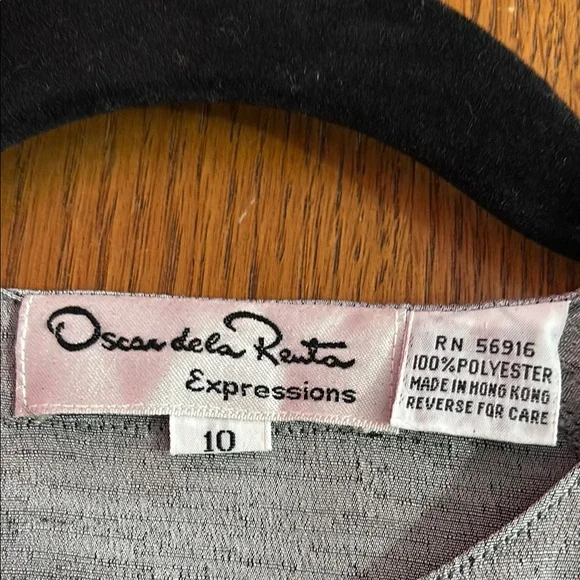 Oscar de la Renta
Expressions
10
RN 56916
100% POLYESTER
MADE IN HONG KONG
REVERSE FOR CARE